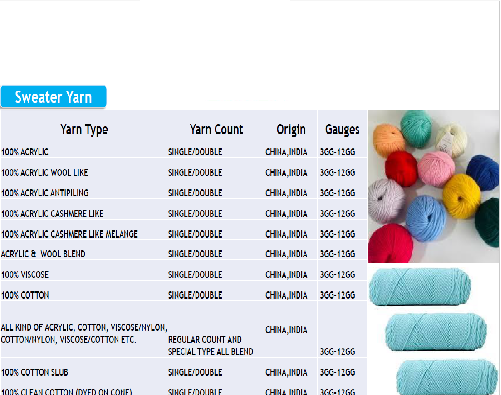 Sweater Yarn
Yarn Type Yarn Count Origin Gauges
100% ACRYLIC SINGLE/DOUBLE CHINA,INDIA 3GG-12GG
100% ACRYLIC WOOL LIKE SINGLE/DOUBLE CHINA,INDIA 3GG-12GG
100% ACRYLIC ANTIPILING SINGLE/DOUBLE CHINA,INDIA 3GG-12GG
100% ACRYLIC CASHMERE LIKE SINGLE/DOUBLE CHINA,INDIA 3GG-12GG
100% ACRYLIC CASHMERE LIKE MELANGE SINGLE/DOUBLE CHINA,INDIA 3GG-12GG
ACRYLIC & WOOL BLEND SINGLE/DOUBLE CHINA,INDIA 3GG-12GG
100% VISCOSE SINGLE/DOUBLE CHINA,INDIA 3GG-12GG
100% COTTON SINGLE/DOUBLE CHINA,INDIA 3GG-12GG
ALL KIND OF ACRYLIC, COTTON, VISCOSE/NYLON, CHINA,INDIA
COTTON/NYLON, VISCOSE/COTTON ETC. REGULAR COUNT AND
SPECIAL TYPE ALL BLEND 3GG-12GG
100% COTTON SLUB SINGLE/DOUBLE CHINA,INDIA 3GG-12GG
100% CLEAN COTTON (DYED ON CONE) SINGLE/DOUBLE CHINA,INDIA 3GG-12GG